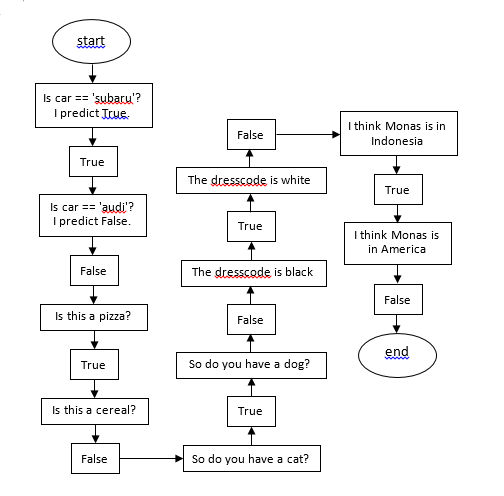 start
Is car == 'subaru'?
I predict True.
True
Is car == 'audi'?
I predict False.
False
Is this a pizza?
True
Is this a cereal?
False
So do you have a cat?
True
So do you have a dog?
False
The dresscode is black
True
The dresscode is white
False
I think Monas is in
Indonesia
True
I think Monas is
in America
False
end